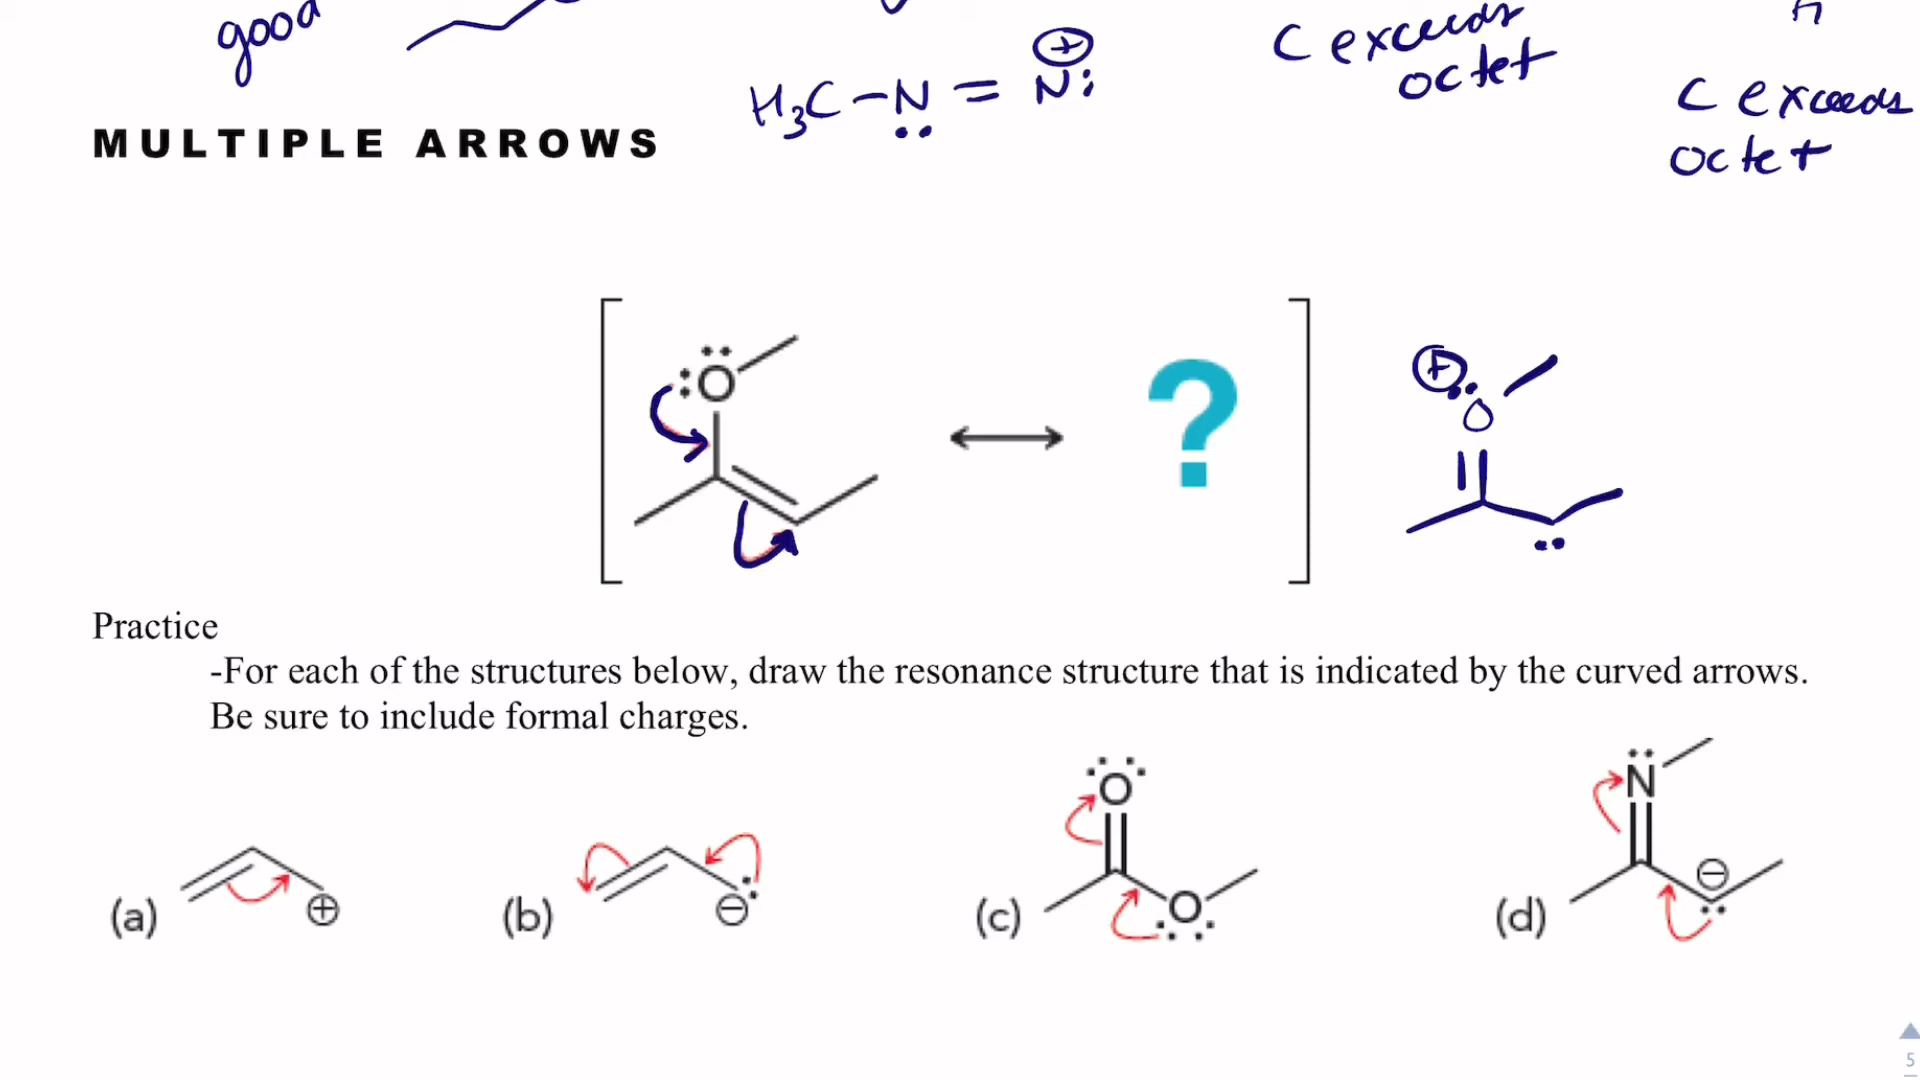 good
C exceeds
octet
⊕
H₃C–N̤=N:
C exceeds
octet
MULTIPLE ARROWS
:Ö
?
⊕
Ö
Practice
-For each of the structures below, draw the resonance structure that is indicated by the curved arrows.
Be sure to include formal charges.
(a) ⊕
(b) ⊖
(c) O O
(d) N ⊖
5